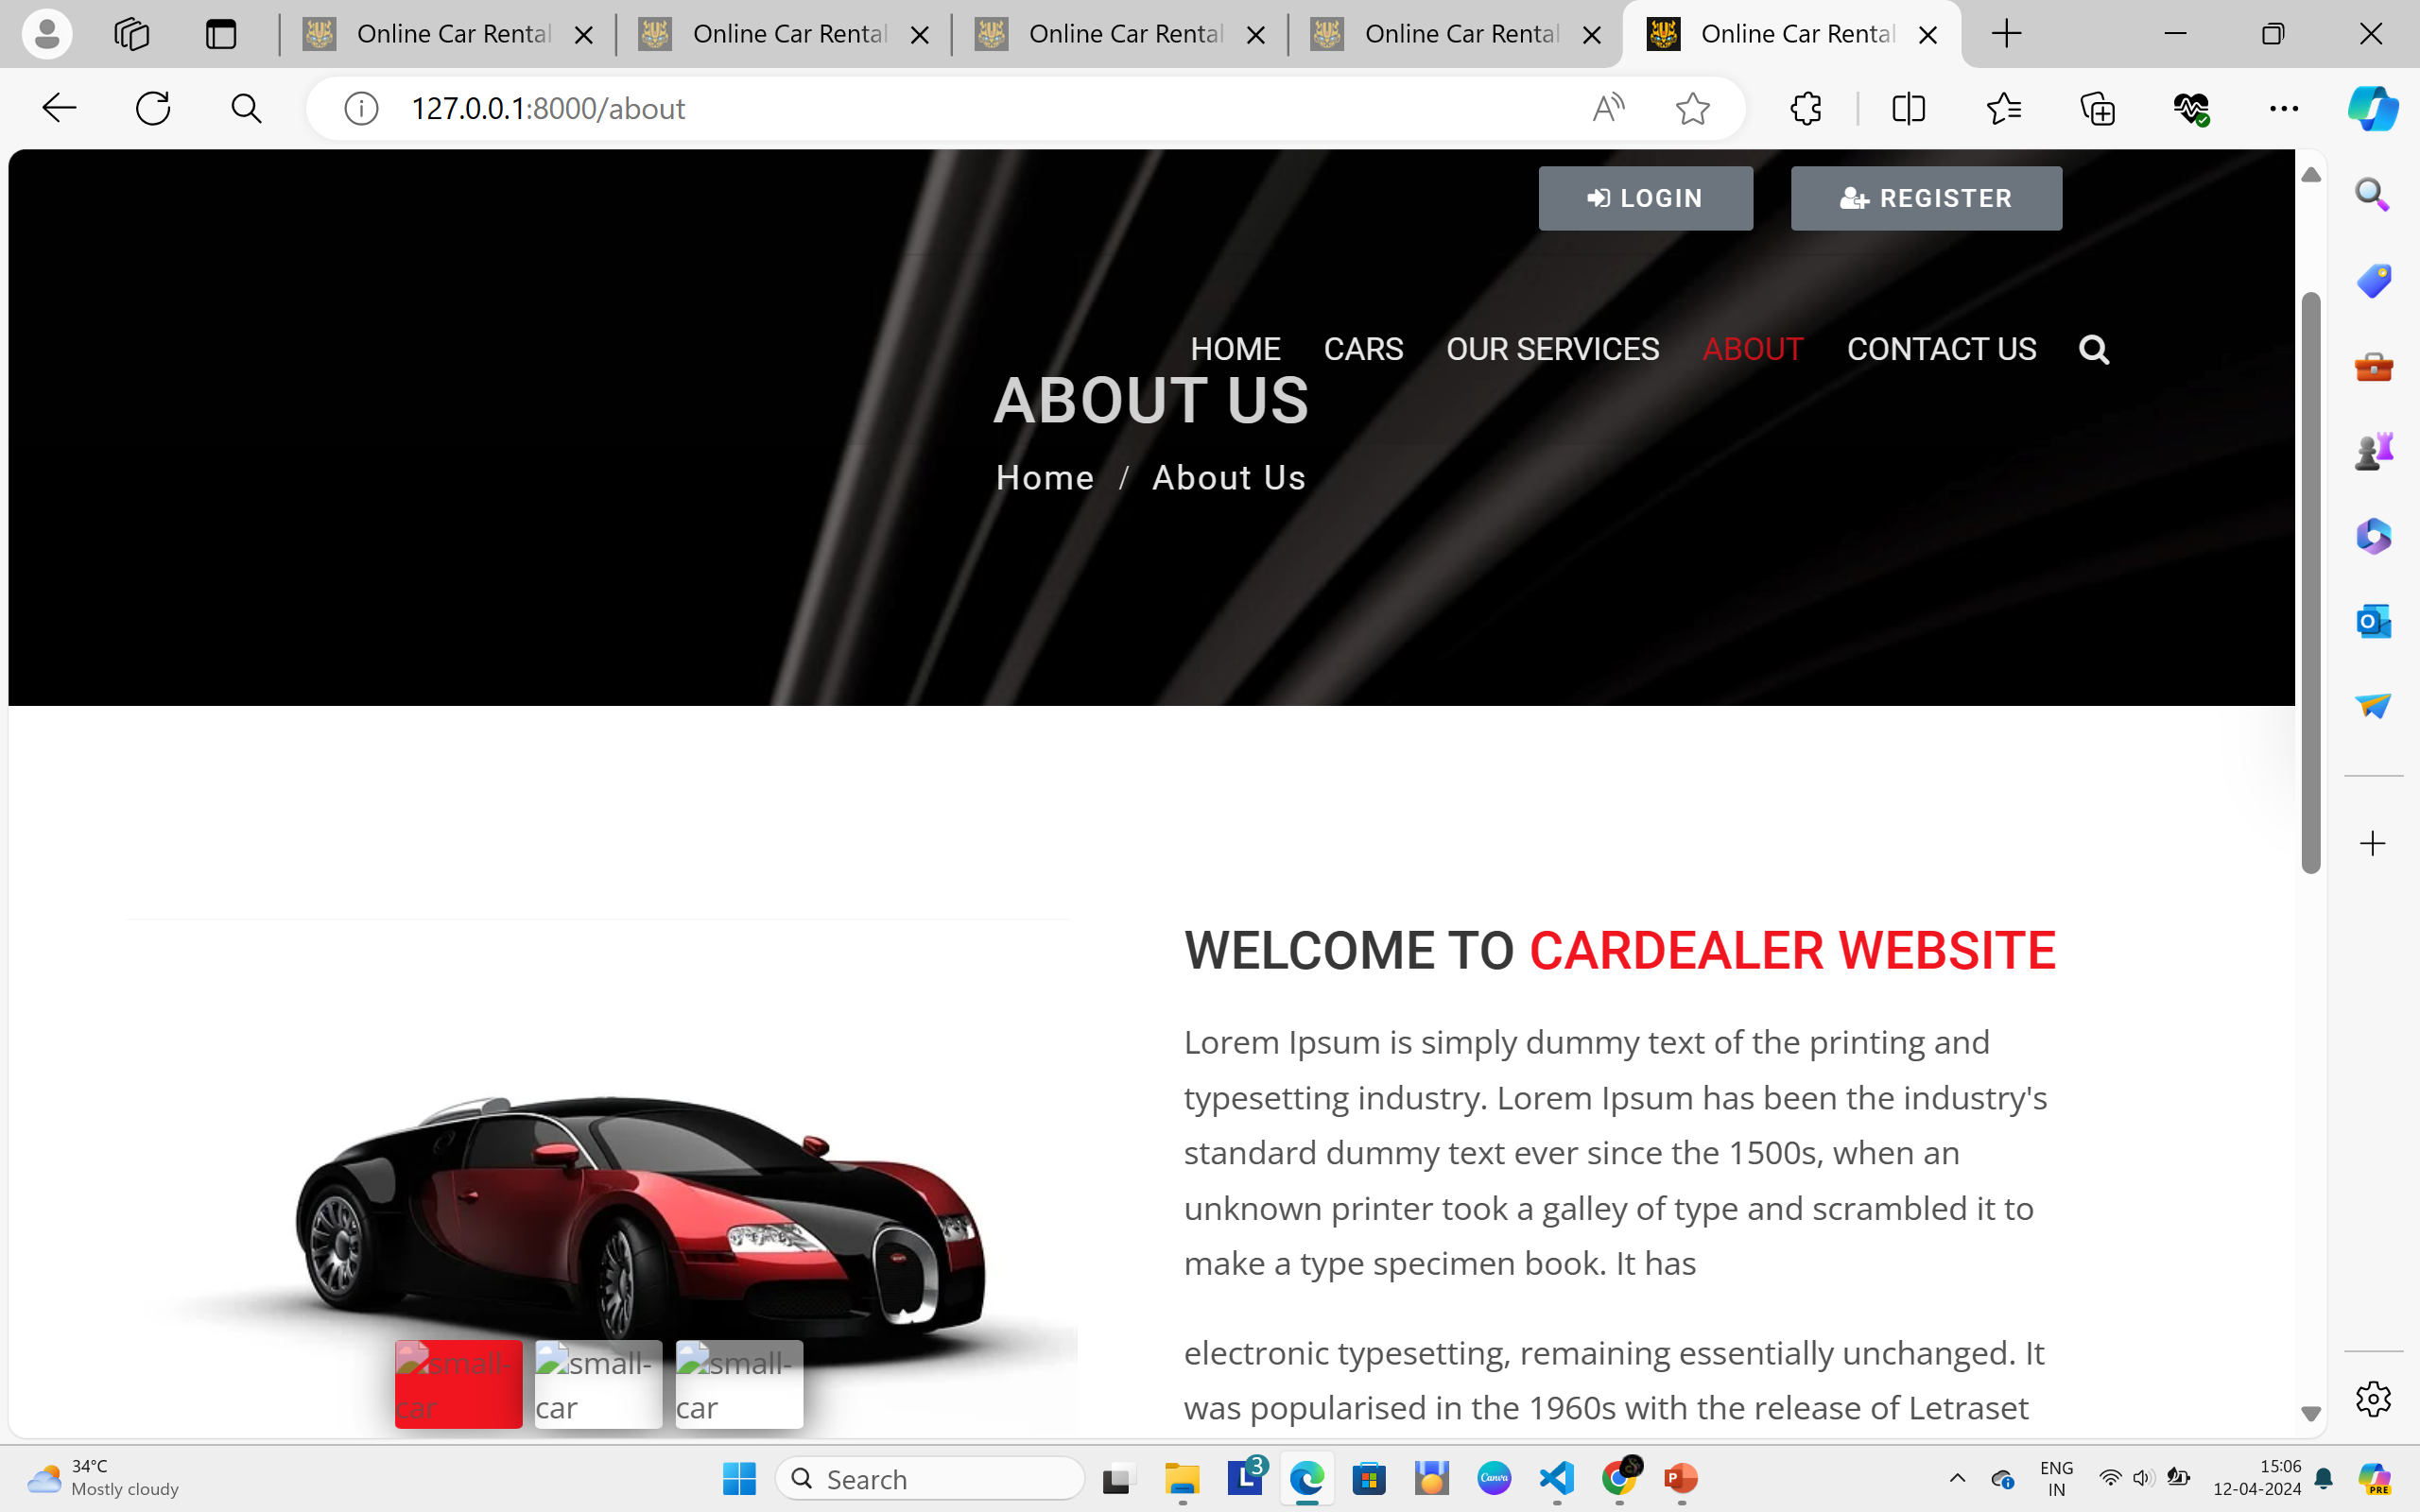 Online Car Rental
Online Car Rental
Online Car Rental
Online Car Rental
Online Car Rental
127.0.0.1:8000/about
LOGIN
REGISTER
HOME CARS OUR SERVICES ABOUT CONTACT US
ABOUT US
Home / About Us
WELCOME TO CARDEALER WEBSITE
Lorem Ipsum is simply dummy text of the printing and
typesetting industry. Lorem Ipsum has been the industry's
standard dummy text ever since the 1500s, when an
unknown printer took a galley of type and scrambled it to
make a type specimen book. It has
electronic typesetting, remaining essentially unchanged. It
was popularised in the 1960s with the release of Letraset
small-
car
small-
car
small-
car
34°C
Mostly cloudy
Search
3
Canva
ENG
IN
15:06
12-04-2024
PRE